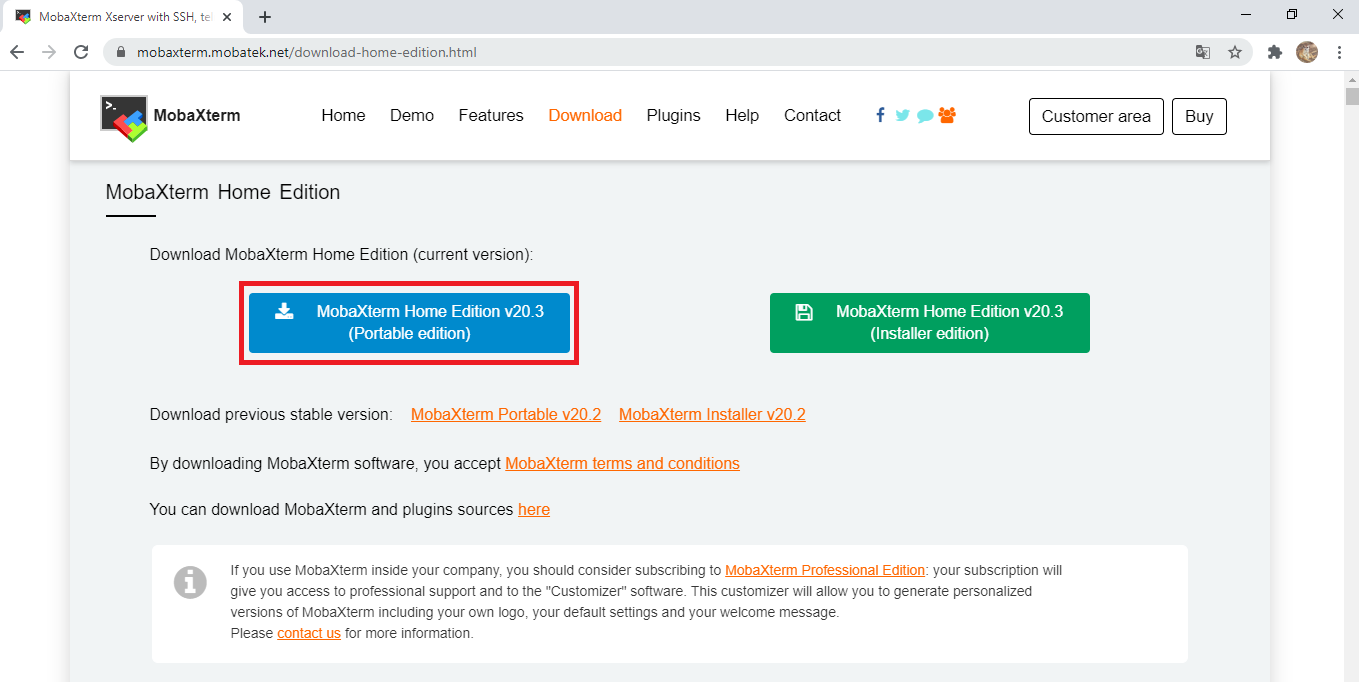 MobaXterm Xserver with SSH, tel
mobaxterm.mobatek.net/download-home-edition.html
MobaXterm
Home Demo Features Download Plugins Help Contact
Customer area Buy
MobaXterm Home Edition
Download MobaXterm Home Edition (current version):
MobaXterm Home Edition v20.3
(Portable edition)
MobaXterm Home Edition v20.3
(Installer edition)
Download previous stable version: MobaXterm Portable v20.2 MobaXterm Installer v20.2
By downloading MobaXterm software, you accept MobaXterm terms and conditions
You can download MobaXterm and plugins sources here
If you use MobaXterm inside your company, you should consider subscribing to MobaXterm Professional Edition: your subscription will
give you access to professional support and to the "Customizer" software. This customizer will allow you to generate personalized
versions of MobaXterm including your own logo, your default settings and your welcome message.
Please contact us for more information.